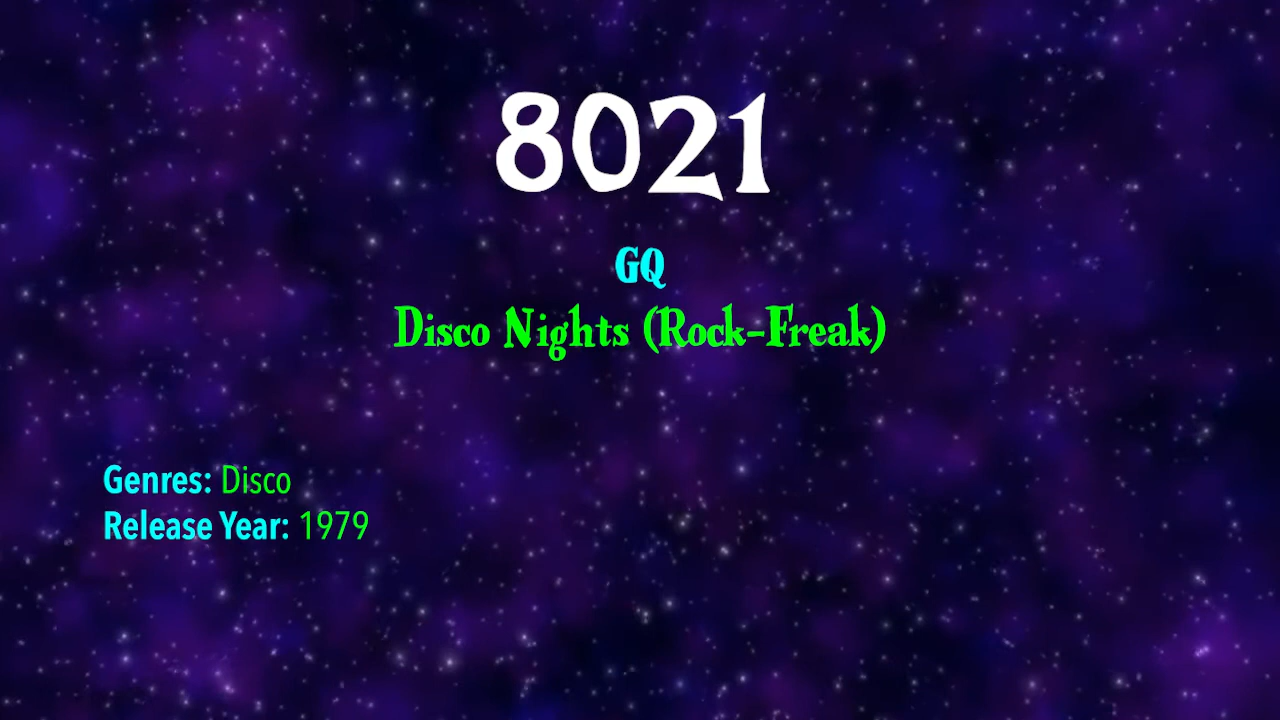 8021
GQ
Disco Nights (Rock-Freak)
Genres: Disco
Release Year: 1979